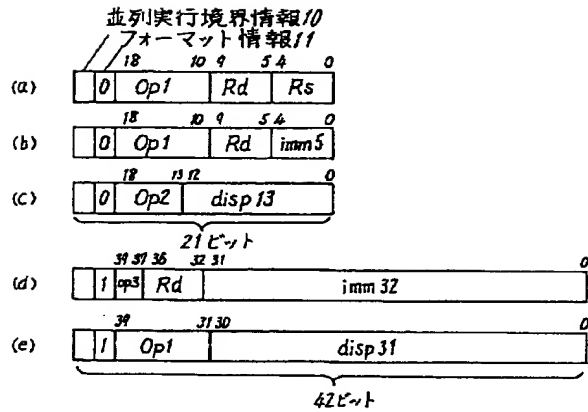 並列実行境界情報10
フォーマット情報11
18 10 9 5 4 0
(a) 0 Op1 Rd Rs
18 10 9 5 4 0
(b) 0 Op1 Rd imm5
18 13 12 0
(c) 0 Op2 disp13
21ビット
39 37 36 32 31 0
(d) 1 op3 Rd imm32
39 31 30 0
(e) 1 Op1 disp31
42ビット